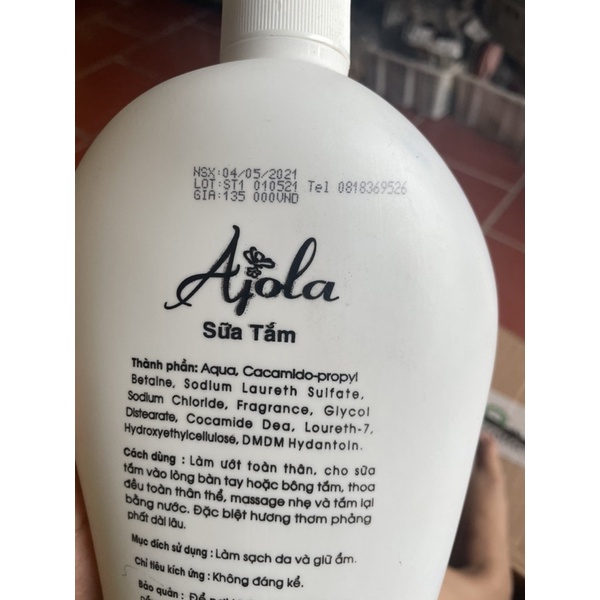 NSX:04/05/2021
LOT:ST1 010521 Tel 0818369526
GIA:135 000VND
Ajola
Sữa Tắm
Thành phần: Aqua, Cacamido-propyl
Betaine, Sodium Laureth Sulfate,
Sodium Chloride, Fragrance, Glycol
Distearate, Cocamide Dea, Loureth-7,
Hydroxyethylcellulose, DMDM Hydantoin.
Cách dùng : Làm ướt toàn thân, cho sữa
tắm vào lòng bàn tay hoặc bông tắm, thoa
đều toàn thân thể, massage nhẹ và tắm lại
bằng nước. Đặc biệt hương thơm phảng
phất dài lâu.
Mục đích sử dụng : Làm sạch da và giữ ẩm.
Chỉ tiêu kích ứng : Không đáng kể.
Bảo quản : Để nơi